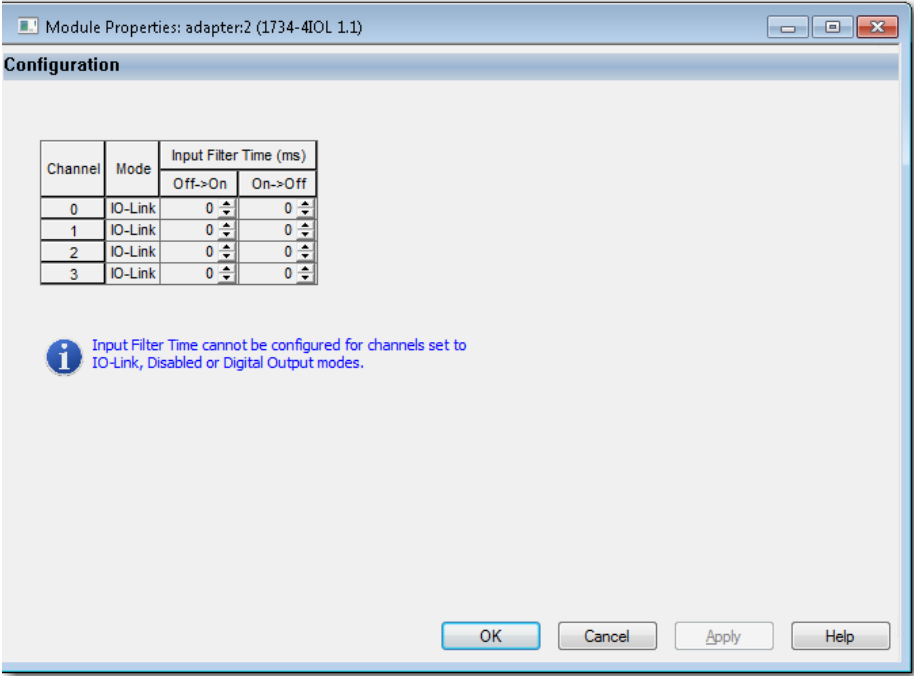 Module Properties: adapter:2 (1734-4IOL 1.1)
Configuration
Channel Mode Input Filter Time (ms)
Off->On On->Off
0 IO-Link 0 0
1 IO-Link 0 0
2 IO-Link 0 0
3 IO-Link 0 0
Input Filter Time cannot be configured for channels set to
IO-Link, Disabled or Digital Output modes.
OK Cancel Apply Help